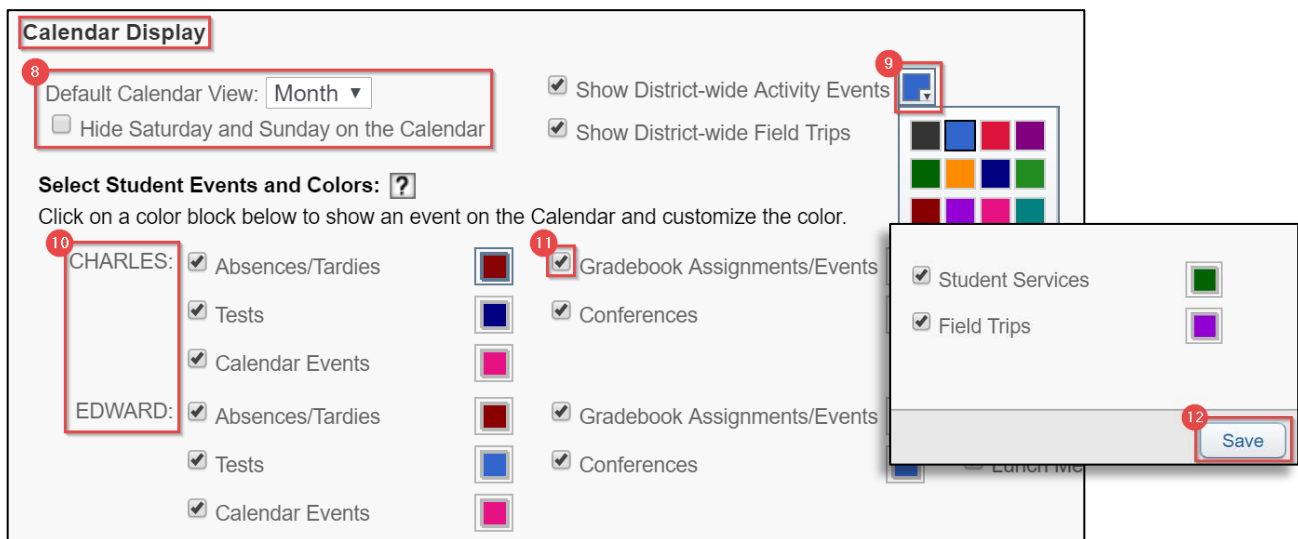 Calendar Display
8
9
Default Calendar View: Month ▼
Show District-wide Activity Events
Hide Saturday and Sunday on the Calendar
Show District-wide Field Trips
Select Student Events and Colors: ?
Click on a color block below to show an event on the Calendar and customize the color.
10
11
CHARLES: Absences/Tardies Gradebook Assignments/Events
Tests Conferences
Calendar Events
EDWARD: Absences/Tardies Gradebook Assignments/Events
Tests Conferences Lunch Me
Calendar Events
Student Services
Field Trips
12
Save